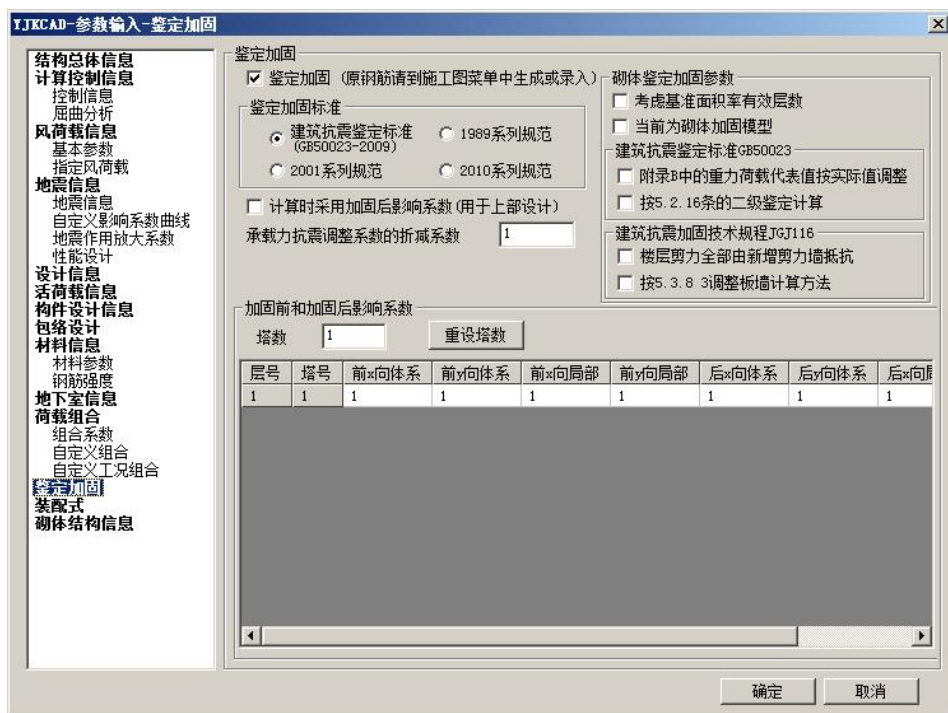 YJKCAD-参数输入-鉴定加固
结构总体信息
计算控制信息
控制信息
屈曲分析
风荷载信息
基本参数
指定风荷载
地震信息
地震信息
自定义影响系数曲线
地震作用放大系数
性能设计
设计信息
活荷载信息
构件设计信息
包络设计
材料信息
材料参数
钢筋强度
地下室信息
荷载组合
组合系数
自定义组合
自定义工况组合
鉴定加固
装配式
砌体结构信息
鉴定加固
鉴定加固 (原钢筋请到施工图菜单中生成或录入)
鉴定加固标准
建筑抗震鉴定标准
(GB50023-2009)
1989系列规范
2001系列规范
2010系列规范
计算时采用加固后影响系数(用于上部设计)
承载力抗震调整系数的折减系数
1
砌体鉴定加固参数
考虑基准面积率有效层数
当前为砌体加固模型
建筑抗震鉴定标准GB50023
附录B中的重力荷载代表值按实际值调整
按5.2.16条的二级鉴定计算
建筑抗震加固技术规程JGJ116
楼层剪力全部由新增剪力墙抵抗
按5.3.8 3调整板墙计算方法
加固前和加固后影响系数
塔数 1 重设塔数
层号 塔号 前x向体系 前y向体系 前x向局部 前y向局部 后x向体系 后y向体系 后x向
1 1 1 1 1 1 1 1 1
确定 取消